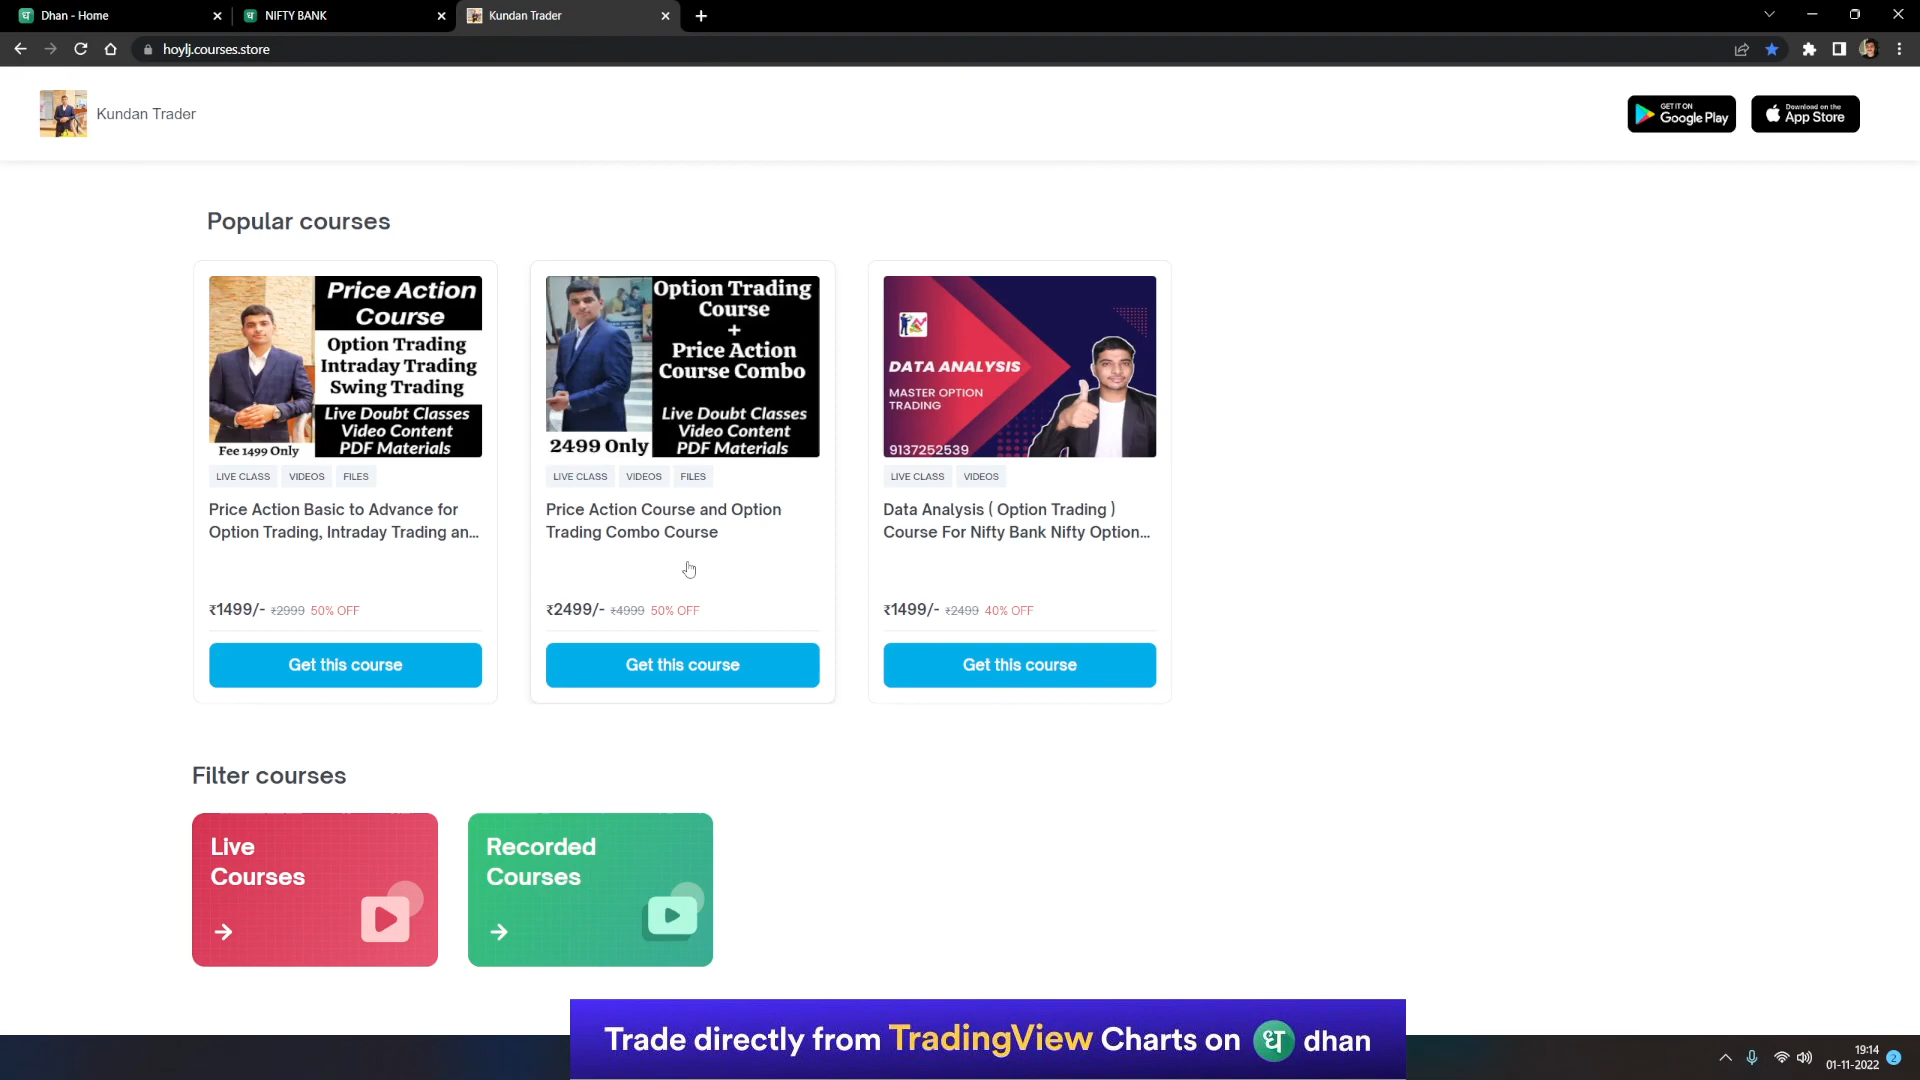 Dhan - Home
NIFTY BANK
Kundan Trader
hoylj.courses.store
Kundan Trader
GET IT ON
Google Play
Download on the
App Store
Popular courses
Price Action
Course
Option Trading
Intraday Trading
Swing Trading
Live Doubt Classes
Video Content
PDF Materials
Fee 1499 Only
LIVE CLASS VIDEOS FILES
Price Action Basic to Advance for
Option Trading, Intraday Trading an...
₹1499/- ₹2999 50% OFF
Get this course
Option Trading
Course
+
Price Action
Course Combo
Live Doubt Classes
Video Content
PDF Materials
2499 Only
LIVE CLASS VIDEOS FILES
Price Action Course and Option
Trading Combo Course
₹2499/- ₹4999 50% OFF
Get this course
DATA ANALYSIS
MASTER OPTION
TRADING
9137252539
LIVE CLASS VIDEOS
Data Analysis ( Option Trading )
Course For Nifty Bank Nifty Option...
₹1499/- ₹2499 40% OFF
Get this course
Filter courses
Live
Courses
Recorded
Courses
Trade directly from TradingView Charts on ध dhan
19:14
01-11-2022
2